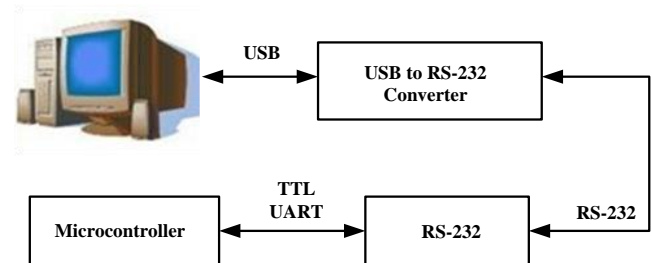 USB
USB to RS-232
Converter
TTL
UART
RS-232
Microcontroller
RS-232